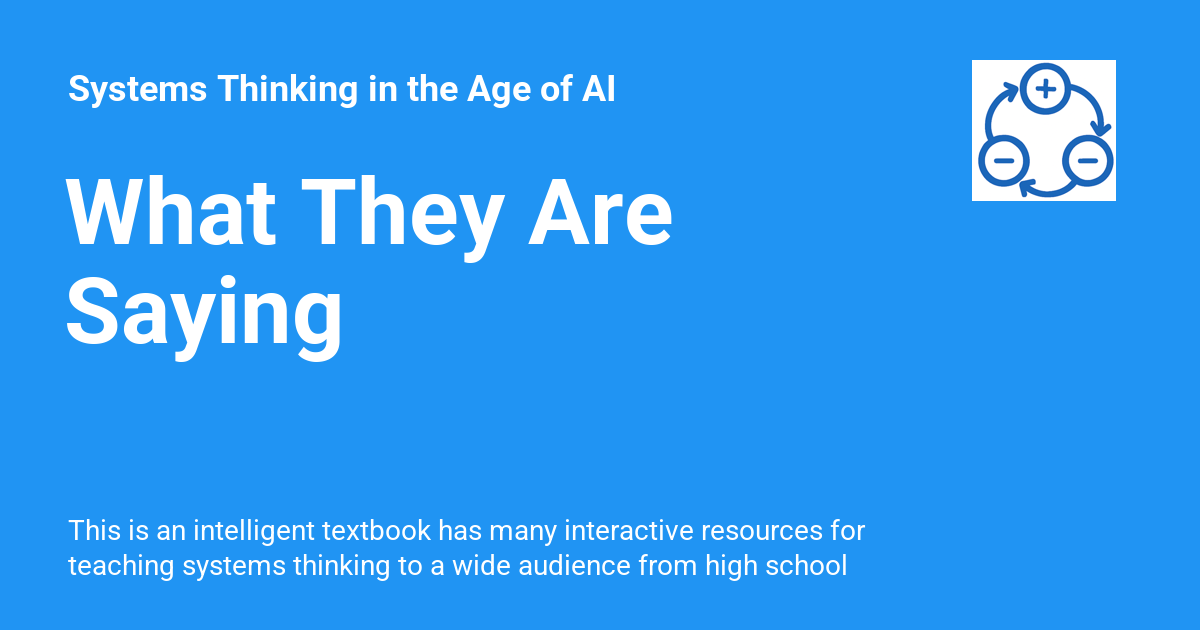 Systems Thinking in the Age of AI
What They Are
Saying
This is an intelligent textbook has many interactive resources for
teaching systems thinking to a wide audience from high school